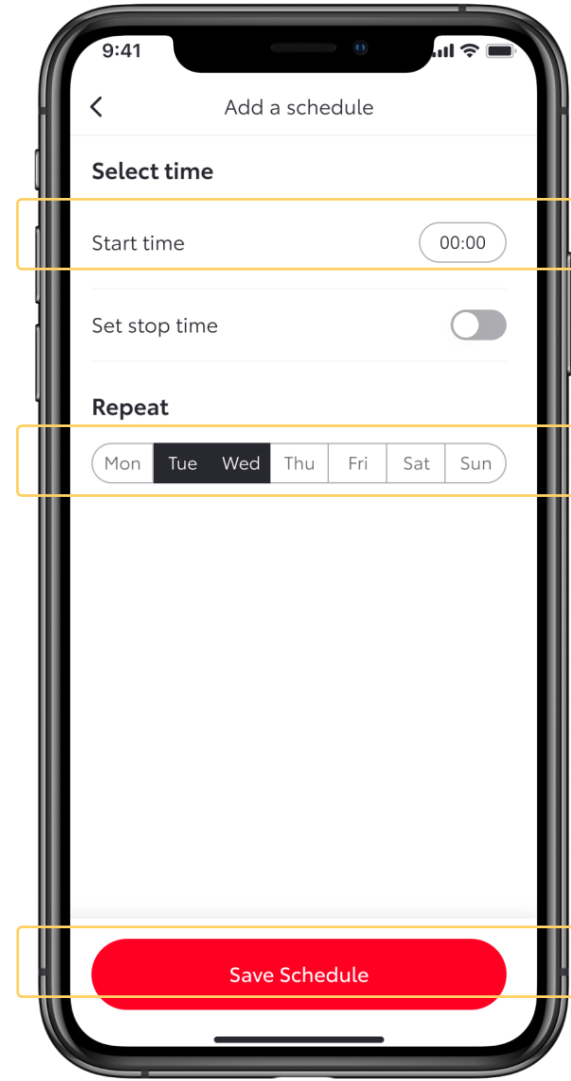 9:41
Add a schedule
Select time
Start time 00:00
Set stop time
Repeat
Mon Tue Wed Thu Fri Sat Sun
Save Schedule